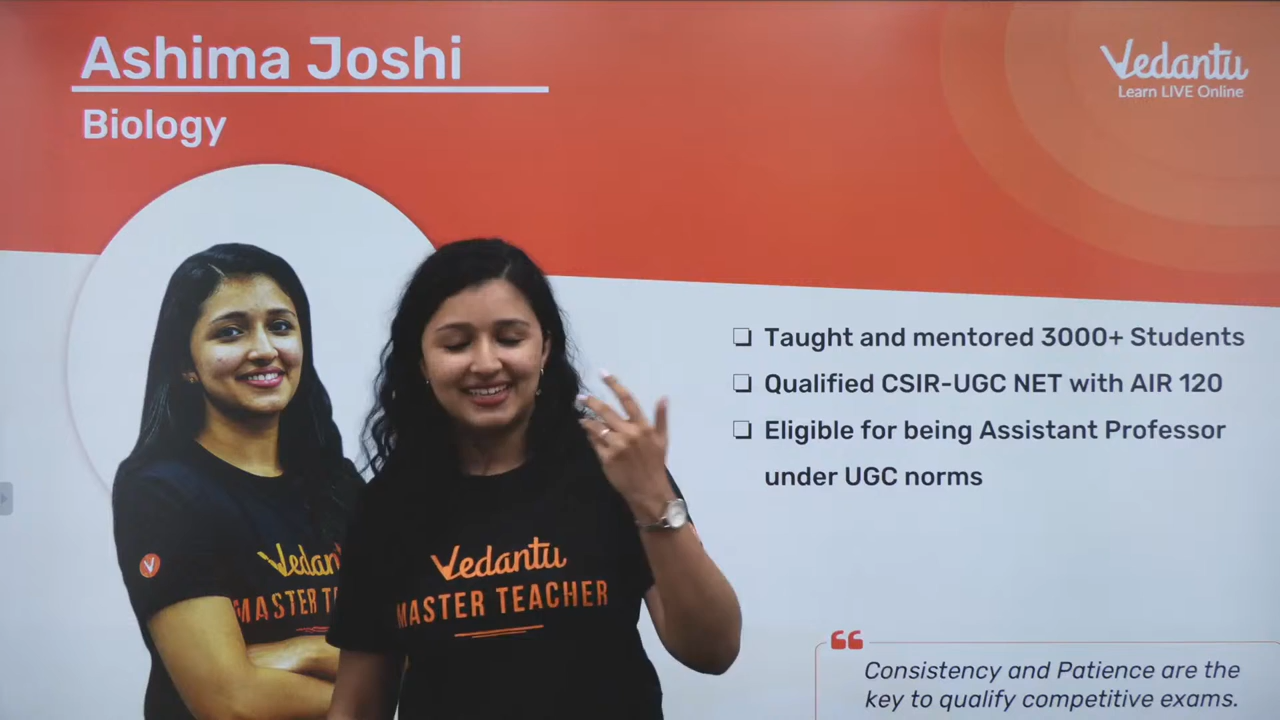 Ashima Joshi
Biology
Vedantu
Learn LIVE Online
❑ Taught and mentored 3000+ Students
❑ Qualified CSIR-UGC NET with AIR 120
❑ Eligible for being Assistant Professor
under UGC norms
Vedan
MASTER T
V
Vedantu
MASTER TEACHER
“
Consistency and Patience are the
key to qualify competitive exams.